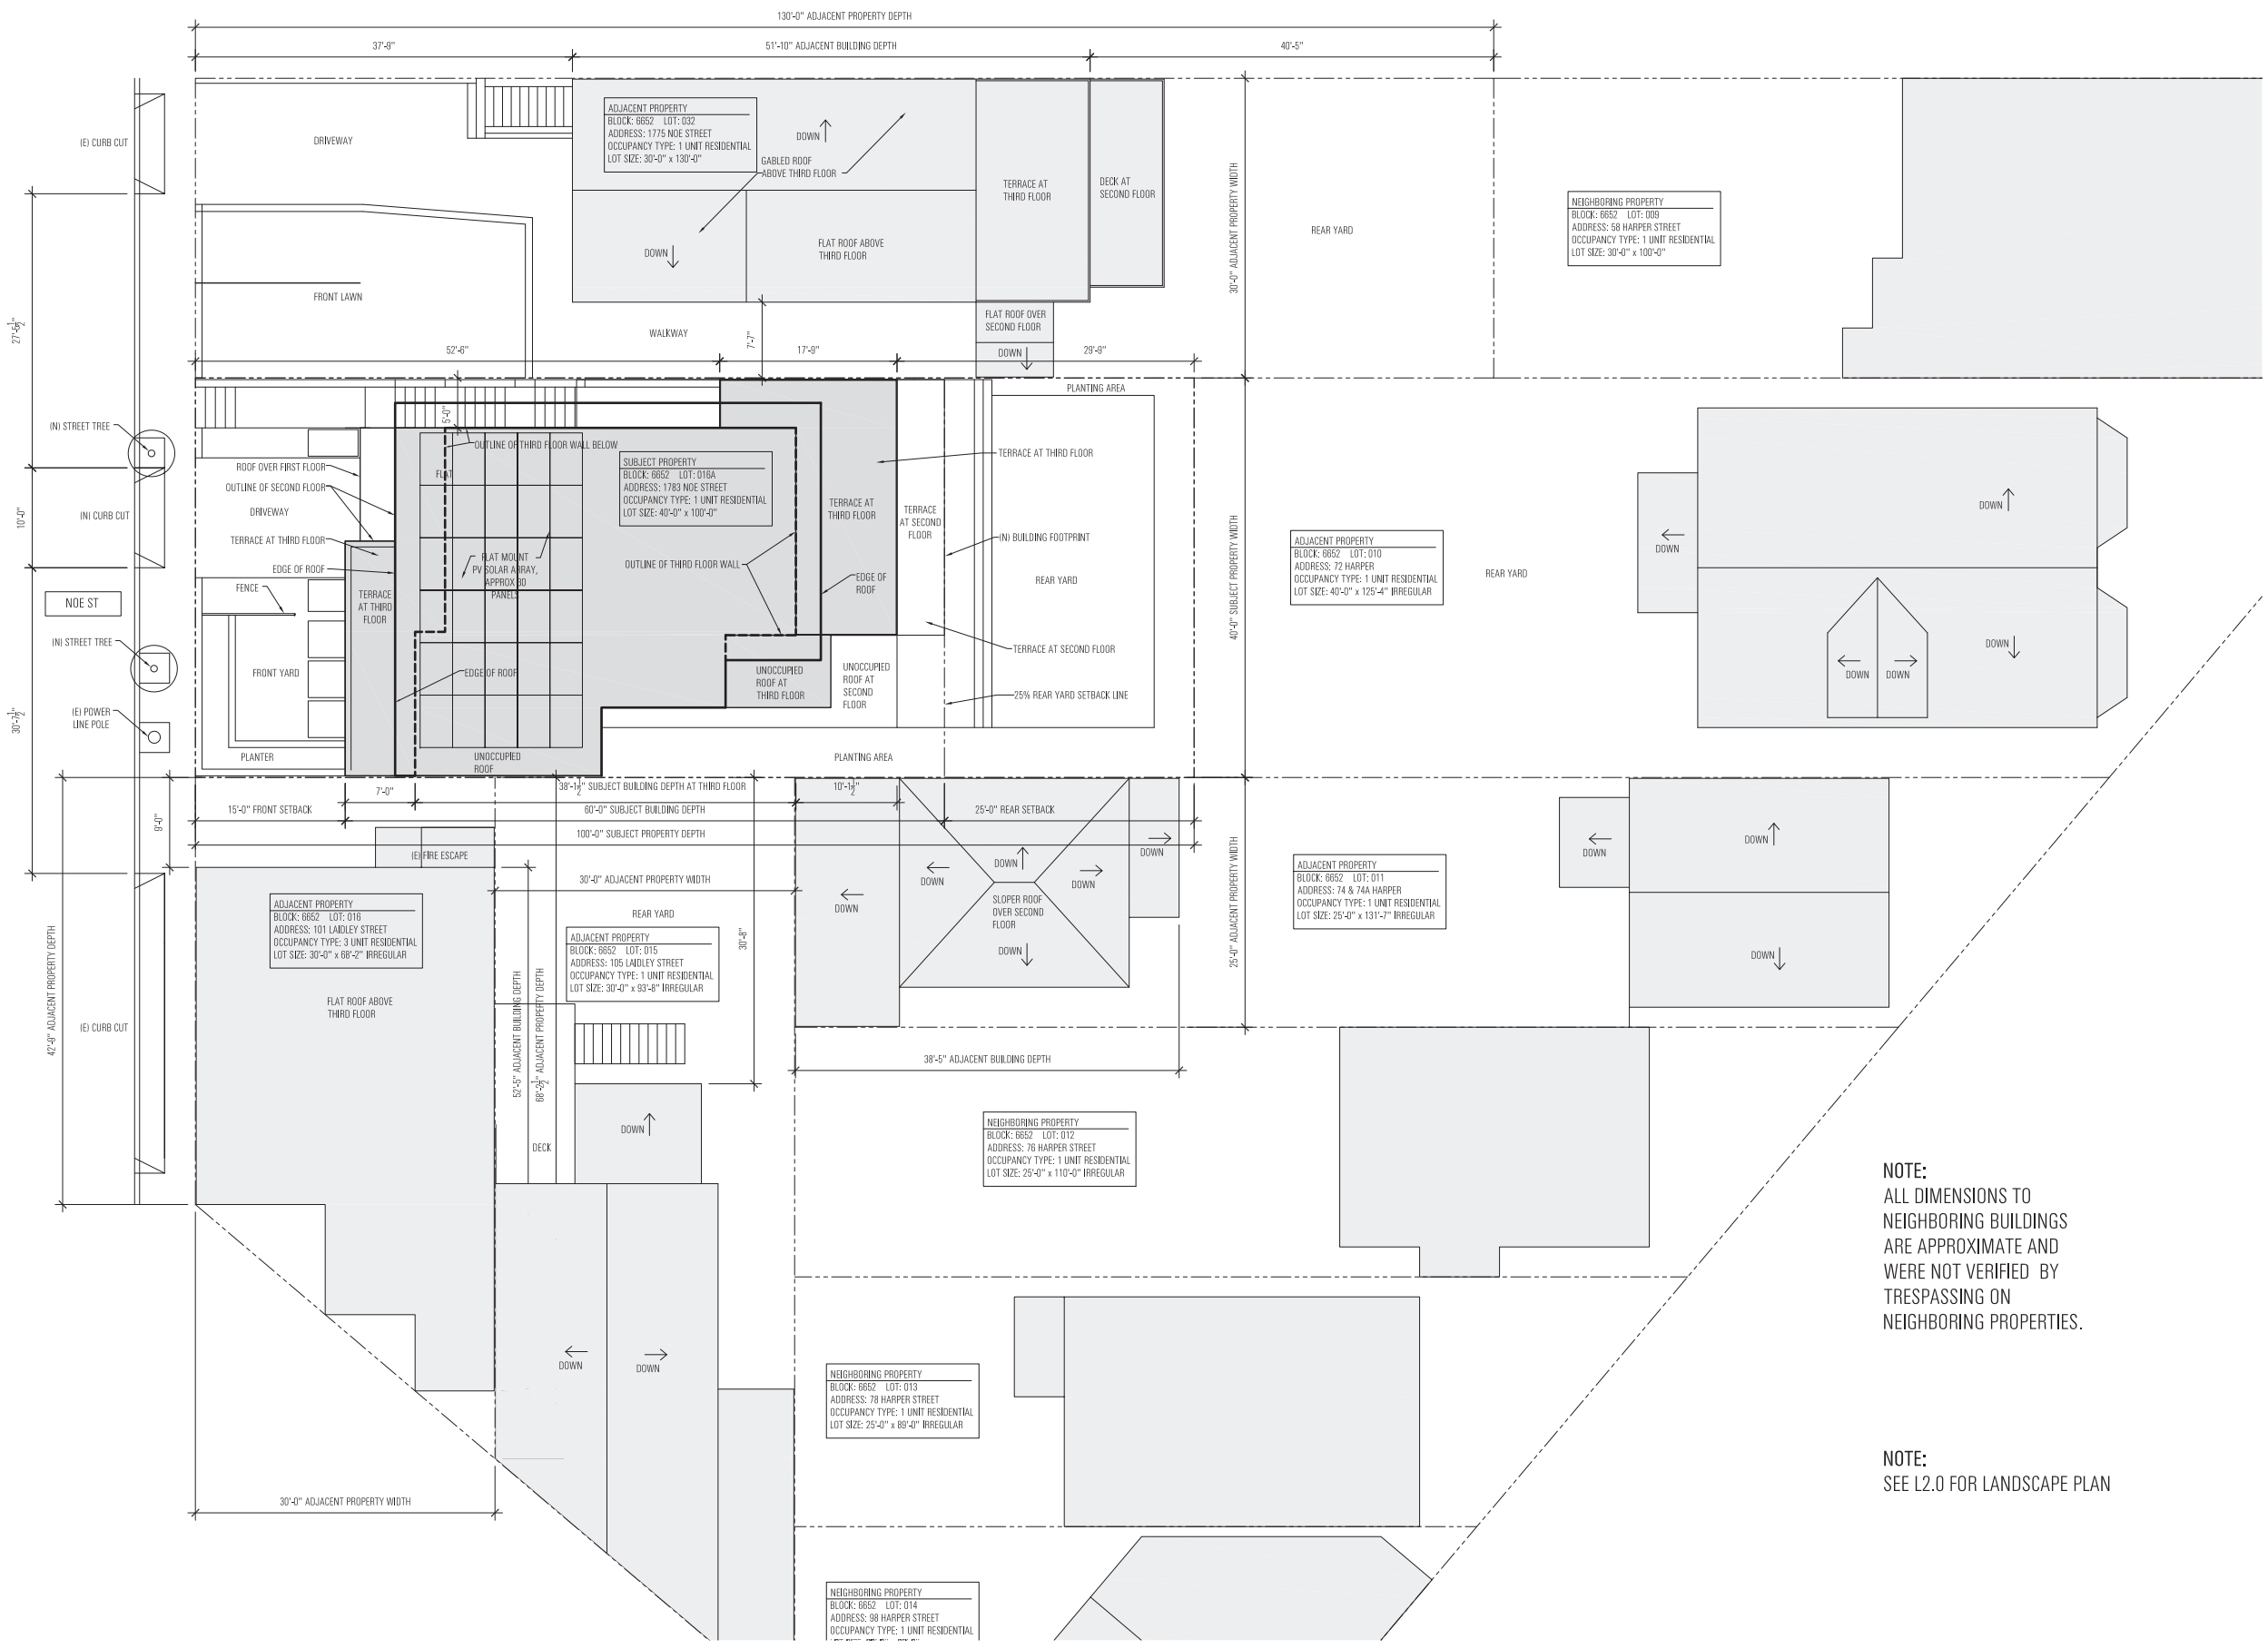 130'-0" ADJACENT PROPERTY DEPTH
37'-9"
51'-10" ADJACENT BUILDING DEPTH
40'-5"
(E) CURB CUT
DRIVEWAY
ADJACENT PROPERTY
BLOCK: 6652 LOT: 032
ADDRESS: 1775 NOE STREET
OCCUPANCY TYPE: 1 UNIT RESIDENTIAL
LOT SIZE: 30'-0" x 130'-0"
DOWN
GABLED ROOF
ABOVE THIRD FLOOR
DOWN
FLAT ROOF ABOVE
THIRD FLOOR
TERRACE AT
THIRD FLOOR
DECK AT
SECOND FLOOR
30'-0" ADJACENT PROPERTY WIDTH
REAR YARD
NEIGHBORING PROPERTY
BLOCK: 6652 LOT: 009
ADDRESS: 58 HARPER STREET
OCCUPANCY TYPE: 1 UNIT RESIDENTIAL
LOT SIZE: 30'-0" x 100'-0"
FRONT LAWN
WALKWAY
FLAT ROOF OVER
SECOND FLOOR
DOWN
27'-5½"
52'-6"
7'-7"
17'-9"
29'-9"
PLANTING AREA
(N) STREET TREE
ROOF OVER FIRST FLOOR
OUTLINE OF SECOND FLOOR
DRIVEWAY
TERRACE AT THIRD FLOOR
EDGE OF ROOF
FENCE
(N) CURB CUT
10'-0"
NOE ST
5'-0"
OUTLINE OF THIRD FLOOR WALL BELOW
FLAT
SUBJECT PROPERTY
BLOCK: 6652 LOT: 016A
ADDRESS: 1783 NOE STREET
OCCUPANCY TYPE: 1 UNIT RESIDENTIAL
LOT SIZE: 40'-0" x 100'-0"
FLAT MOUNT
PV SOLAR ARRAY,
APPROX 30
PANELS
OUTLINE OF THIRD FLOOR WALL
TERRACE AT
THIRD FLOOR
EDGE OF
ROOF
TERRACE
AT SECOND
FLOOR
TERRACE AT THIRD FLOOR
(N) BUILDING FOOTPRINT
REAR YARD
TERRACE AT SECOND FLOOR
25% REAR YARD SETBACK LINE
40'-0" SUBJECT PROPERTY WIDTH
ADJACENT PROPERTY
BLOCK: 6652 LOT: 010
ADDRESS: 72 HARPER
OCCUPANCY TYPE: 1 UNIT RESIDENTIAL
LOT SIZE: 40'-0" x 125'-4" IRREGULAR
REAR YARD
DOWN
DOWN
DOWN
DOWN
DOWN
TERRACE
AT THIRD
FLOOR
(N) STREET TREE
(E) POWER
LINE POLE
30'-7½"
FRONT YARD
PLANTER
EDGE OF ROOF
UNOCCUPIED
ROOF
UNOCCUPIED
ROOF AT
THIRD FLOOR
UNOCCUPIED
ROOF AT
SECOND
FLOOR
PLANTING AREA
7'-0"
38'-1½" SUBJECT BUILDING DEPTH AT THIRD FLOOR
10'-1½"
15'-0" FRONT SETBACK
60'-0" SUBJECT BUILDING DEPTH
25'-0" REAR SETBACK
100'-0" SUBJECT PROPERTY DEPTH
9'-0"
(E) FIRE ESCAPE
30'-0" ADJACENT PROPERTY WIDTH
REAR YARD
ADJACENT PROPERTY
BLOCK: 6652 LOT: 016
ADDRESS: 101 LAIDLEY STREET
OCCUPANCY TYPE: 3 UNIT RESIDENTIAL
LOT SIZE: 30'-0" x 68'-2" IRREGULAR
FLAT ROOF ABOVE
THIRD FLOOR
ADJACENT PROPERTY
BLOCK: 6652 LOT: 015
ADDRESS: 105 LAIDLEY STREET
OCCUPANCY TYPE: 1 UNIT RESIDENTIAL
LOT SIZE: 30'-0" x 93'-8" IRREGULAR
30'-8"
DOWN
DOWN
DOWN
DOWN
DOWN
SLOPER ROOF
OVER SECOND
FLOOR
DOWN
25'-0" ADJACENT PROPERTY WIDTH
ADJACENT PROPERTY
BLOCK: 6652 LOT: 011
ADDRESS: 74 & 74A HARPER
OCCUPANCY TYPE: 1 UNIT RESIDENTIAL
LOT SIZE: 25'-0" x 131'-7" IRREGULAR
DOWN
DOWN
DOWN
42'-9" ADJACENT PROPERTY DEPTH
(E) CURB CUT
52'-5" ADJACENT BUILDING DEPTH
68'-2½" ADJACENT PROPERTY DEPTH
DECK
DOWN
38'-5" ADJACENT BUILDING DEPTH
NEIGHBORING PROPERTY
BLOCK: 6652 LOT: 012
ADDRESS: 76 HARPER STREET
OCCUPANCY TYPE: 1 UNIT RESIDENTIAL
LOT SIZE: 25'-0" x 110'-0" IRREGULAR
NOTE:
ALL DIMENSIONS TO
NEIGHBORING BUILDINGS
ARE APPROXIMATE AND
WERE NOT VERIFIED BY
TRESPASSING ON
NEIGHBORING PROPERTIES.
DOWN
DOWN
NEIGHBORING PROPERTY
BLOCK: 6652 LOT: 013
ADDRESS: 78 HARPER STREET
OCCUPANCY TYPE: 1 UNIT RESIDENTIAL
LOT SIZE: 25'-0" x 89'-0" IRREGULAR
NOTE:
SEE L2.0 FOR LANDSCAPE PLAN
30'-0" ADJACENT PROPERTY WIDTH
NEIGHBORING PROPERTY
BLOCK: 6652 LOT: 014
ADDRESS: 98 HARPER STREET
OCCUPANCY TYPE: 1 UNIT RESIDENTIAL